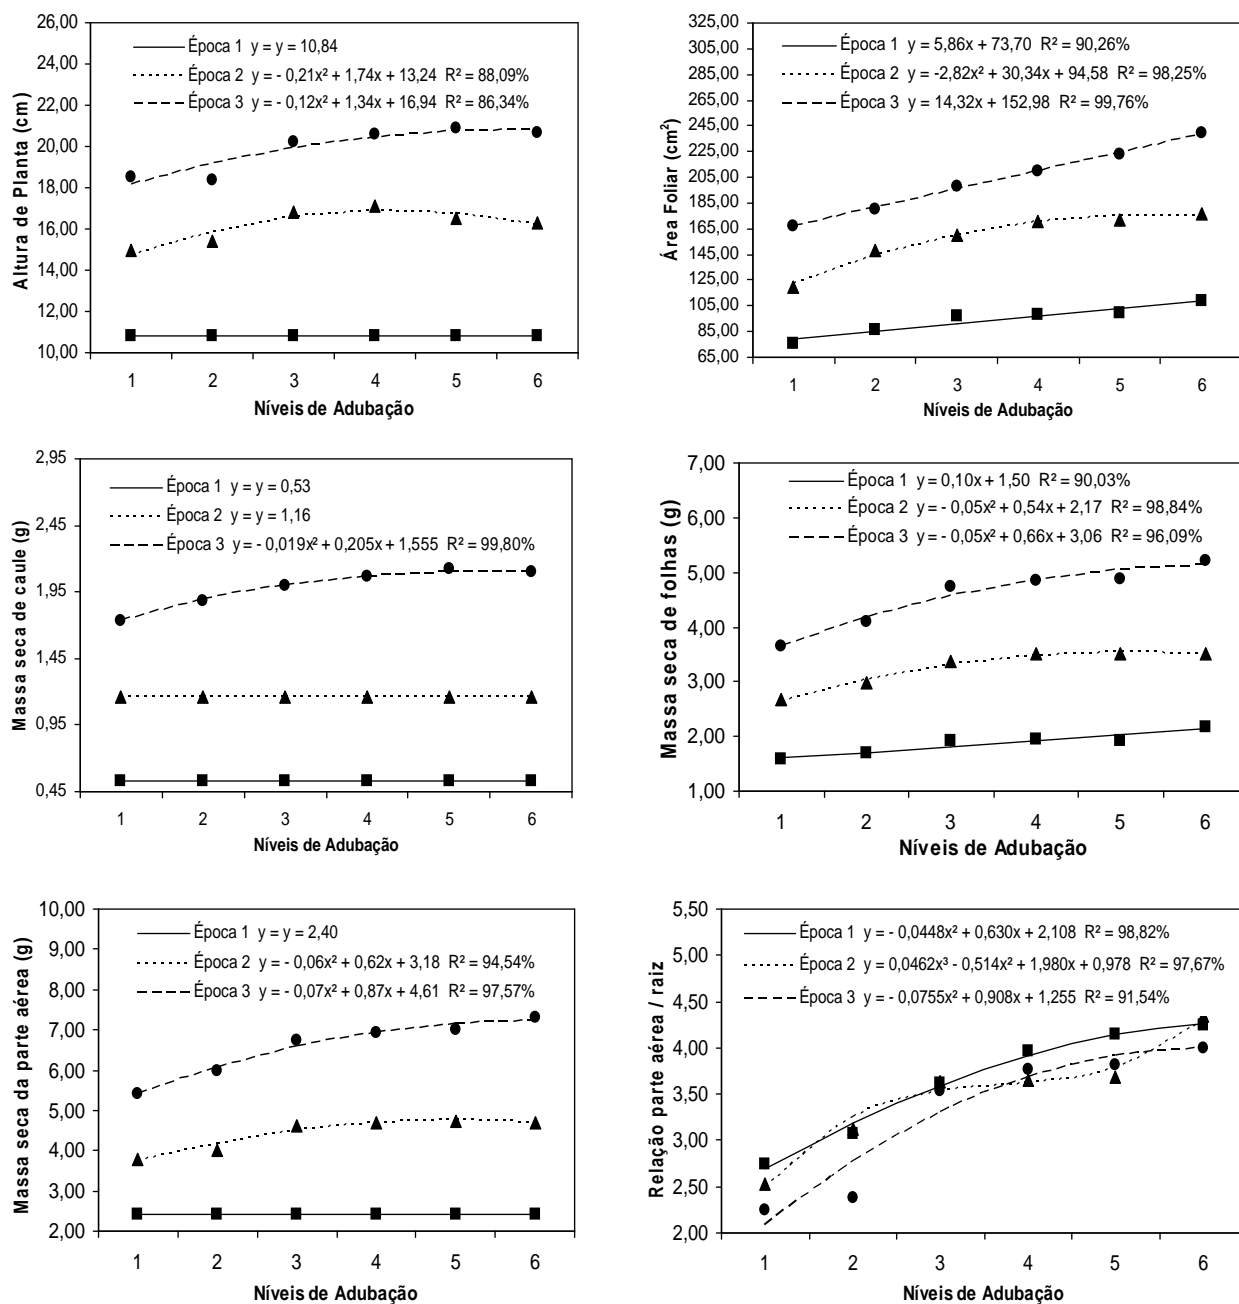 Altura de Planta (cm)
26,00
24,00
22,00
20,00
18,00
16,00
14,00
12,00
10,00
Época 1 y = y = 10,84
Época 2 y = - 0,21x² + 1,74x + 13,24 R² = 88,09%
Época 3 y = - 0,12x² + 1,34x + 16,94 R² = 86,34%
1 2 3 4 5 6
Níveis de Adubação
Área Foliar (cm²)
325,00
305,00
285,00
265,00
245,00
225,00
205,00
185,00
165,00
145,00
125,00
105,00
85,00
65,00
Época 1 y = 5,86x + 73,70 R² = 90,26%
Época 2 y = -2,82x² + 30,34x + 94,58 R² = 98,25%
Época 3 y = 14,32x + 152,98 R² = 99,76%
1 2 3 4 5 6
Níveis de Adubação
Massa seca de caule (g)
2,95
2,45
1,95
1,45
0,95
0,45
Época 1 y = y = 0,53
Época 2 y = y = 1,16
Época 3 y = - 0,019x² + 0,205x + 1,555 R² = 99,80%
1 2 3 4 5 6
Níveis de Adubação
Massa seca de folhas (g)
7,00
6,00
5,00
4,00
3,00
2,00
1,00
Época 1 y = 0,10x + 1,50 R² = 90,03%
Época 2 y = - 0,05x² + 0,54x + 2,17 R² = 98,84%
Época 3 y = - 0,05x² + 0,66x + 3,06 R² = 96,09%
1 2 3 4 5 6
Níveis de Adubação
Massa seca da parte aérea (g)
10,00
9,00
8,00
7,00
6,00
5,00
4,00
3,00
2,00
Época 1 y = y = 2,40
Época 2 y = - 0,06x² + 0,62x + 3,18 R² = 94,54%
Época 3 y = - 0,07x² + 0,87x + 4,61 R² = 97,57%
1 2 3 4 5 6
Níveis de Adubação
Relação parte aérea / raiz
5,50
5,00
4,50
4,00
3,50
3,00
2,50
2,00
Época 1 y = - 0,0448x² + 0,630x + 2,108 R² = 98,82%
Época 2 y = 0,0462x³ - 0,514x² + 1,980x + 0,978 R² = 97,67%
Época 3 y = - 0,0755x² + 0,908x + 1,255 R² = 91,54%
1 2 3 4 5 6
Níveis de Adubação